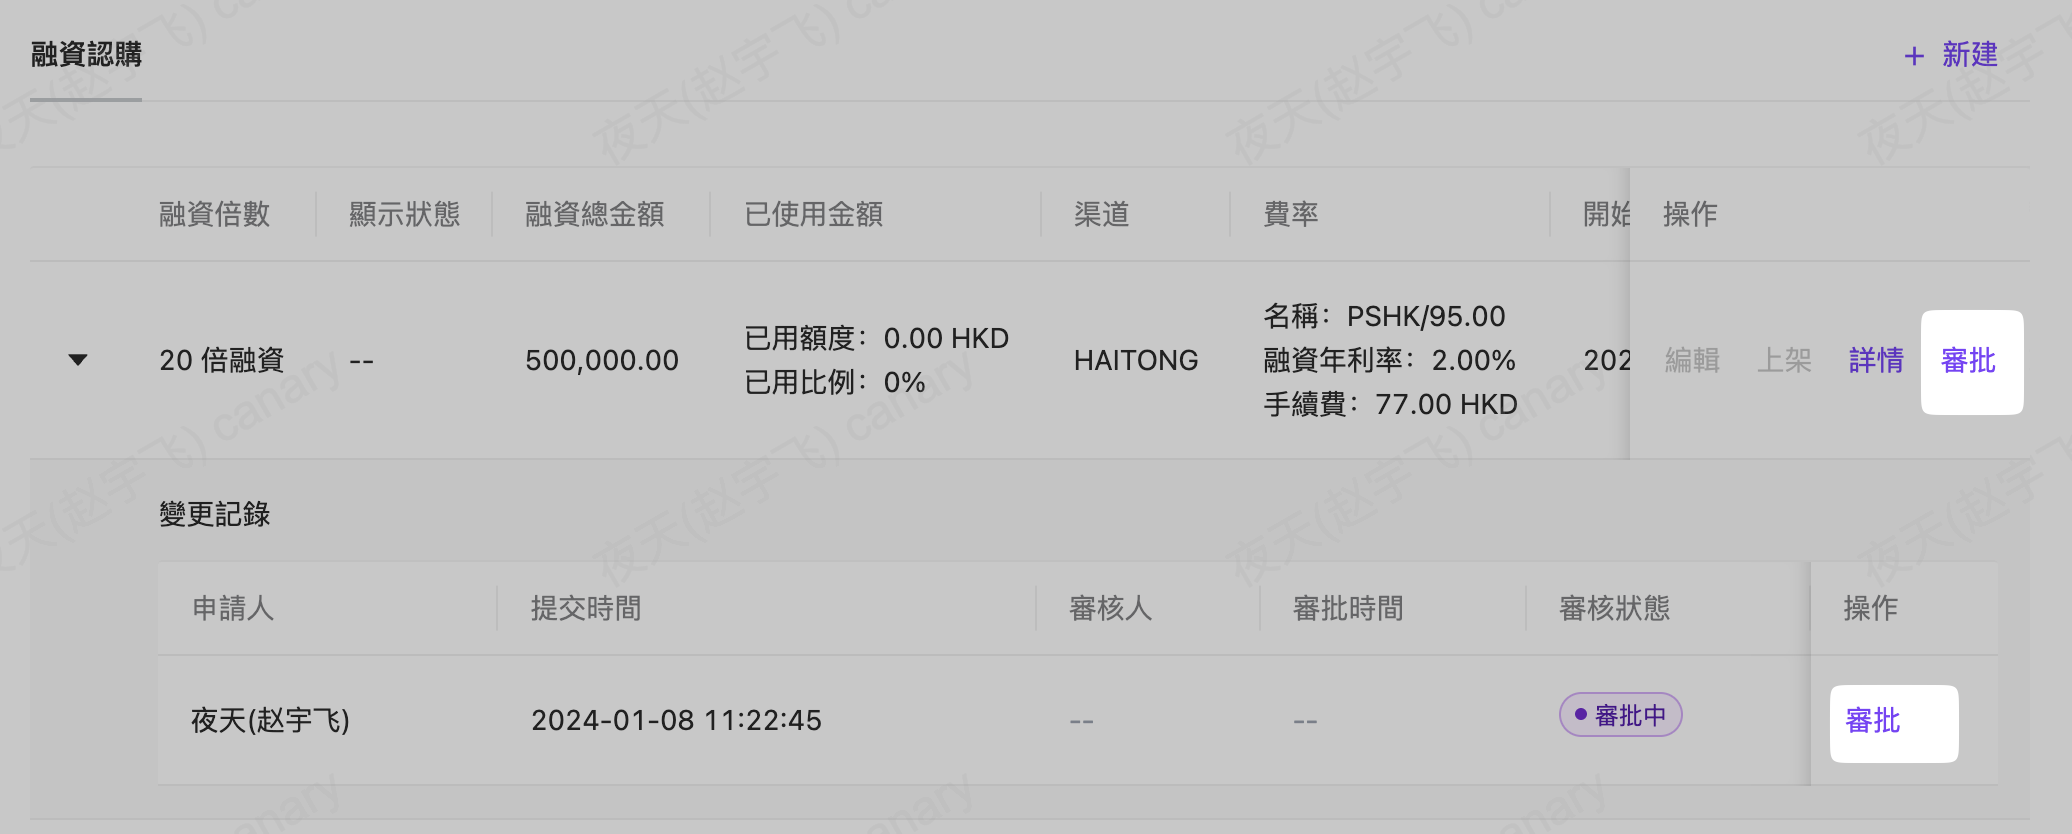 融資認購
+ 新建
融資倍數 顯示狀態 融資總金額 已使用金額 渠道 費率 開始 操作
20 倍融資 -- 500,000.00 已用額度：0.00 HKD
已用比例：0%
HAITONG
名稱：PSHK/95.00
融資年利率：2.00%
手續費：77.00 HKD
202 編輯 上架 詳情 審批
變更記錄
申請人 提交時間 審核人 審批時間 審核狀態 操作
夜天(赵宇飞) 2024-01-08 11:22:45 -- -- 審批中 審批
夜天(赵宇飞) canary